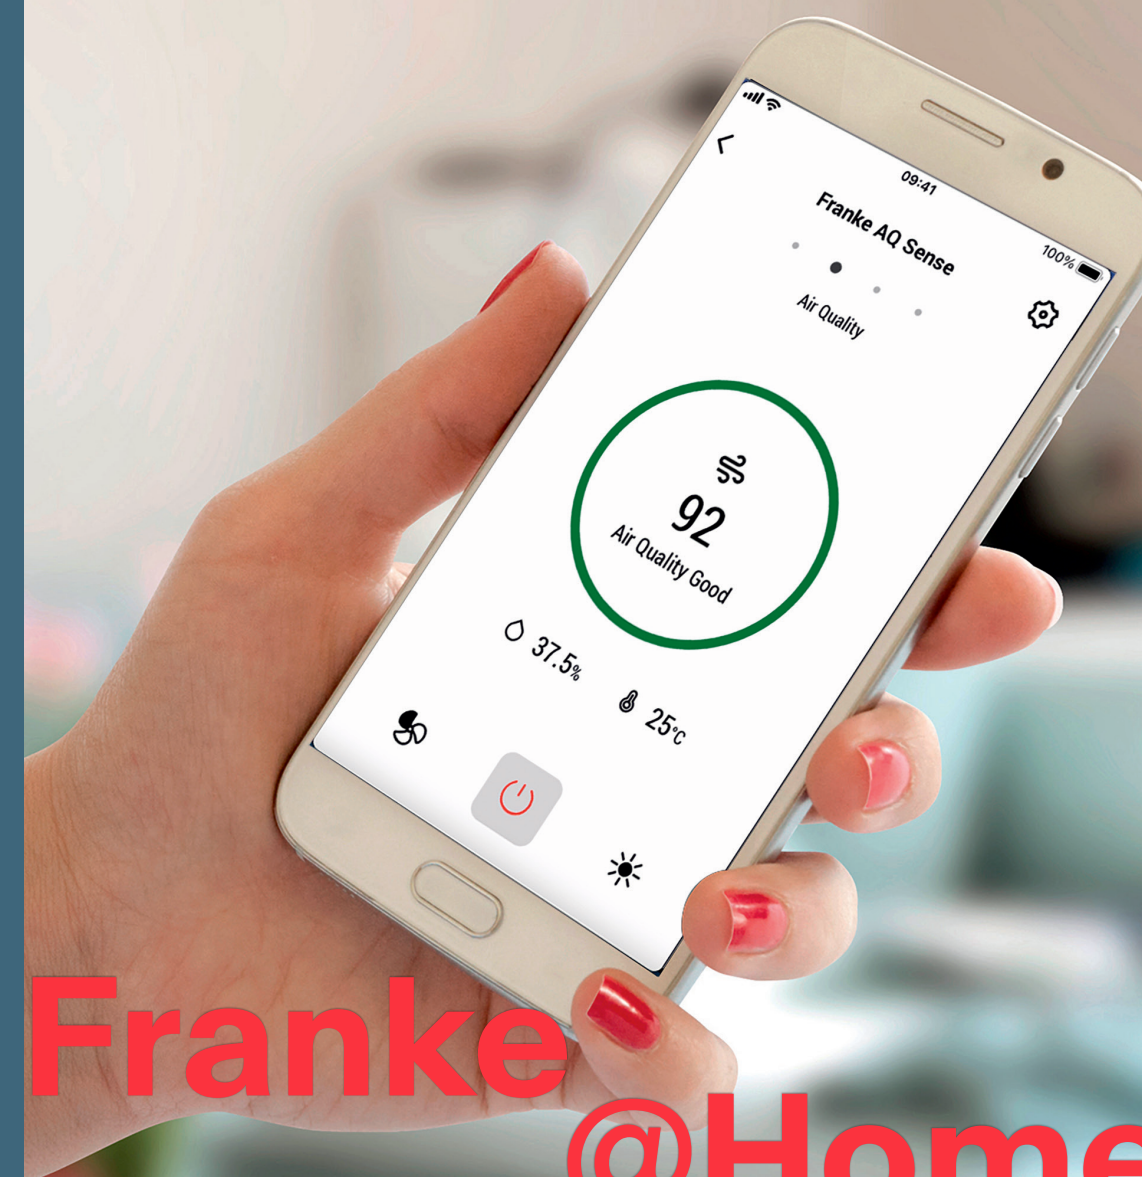 09:41
100%
Franke AQ Sense
Air Quality
92
Air Quality Good
37.5%
25°C
Franke
@Home